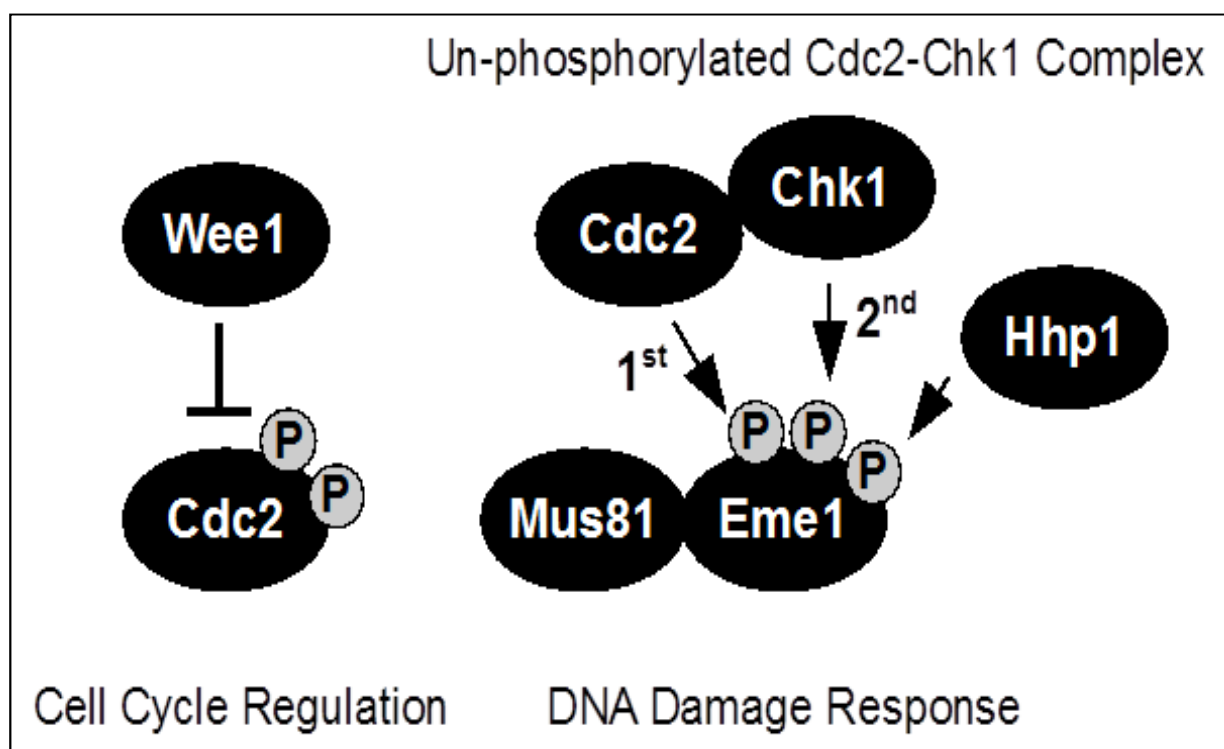 Un-phosphorylated Cdc2-Chk1 Complex
Wee1
Cdc2
Chk1
Hhp1
1st
2nd
P
P
P
P
P
Cdc2
Mus81
Eme1
Cell Cycle Regulation
DNA Damage Response